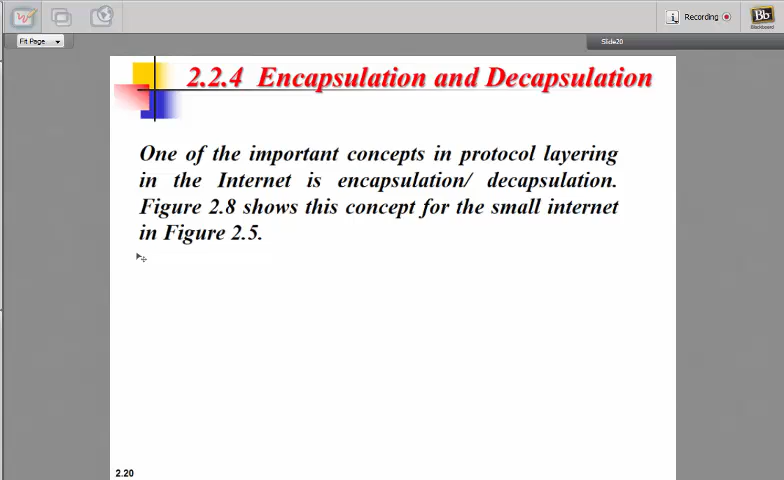 Recording
Bb
Blackboard
Fit Page
Slide20
2.2.4 Encapsulation and Decapsulation
One of the important concepts in protocol layering
in the Internet is encapsulation/ decapsulation.
Figure 2.8 shows this concept for the small internet
in Figure 2.5.
2.20